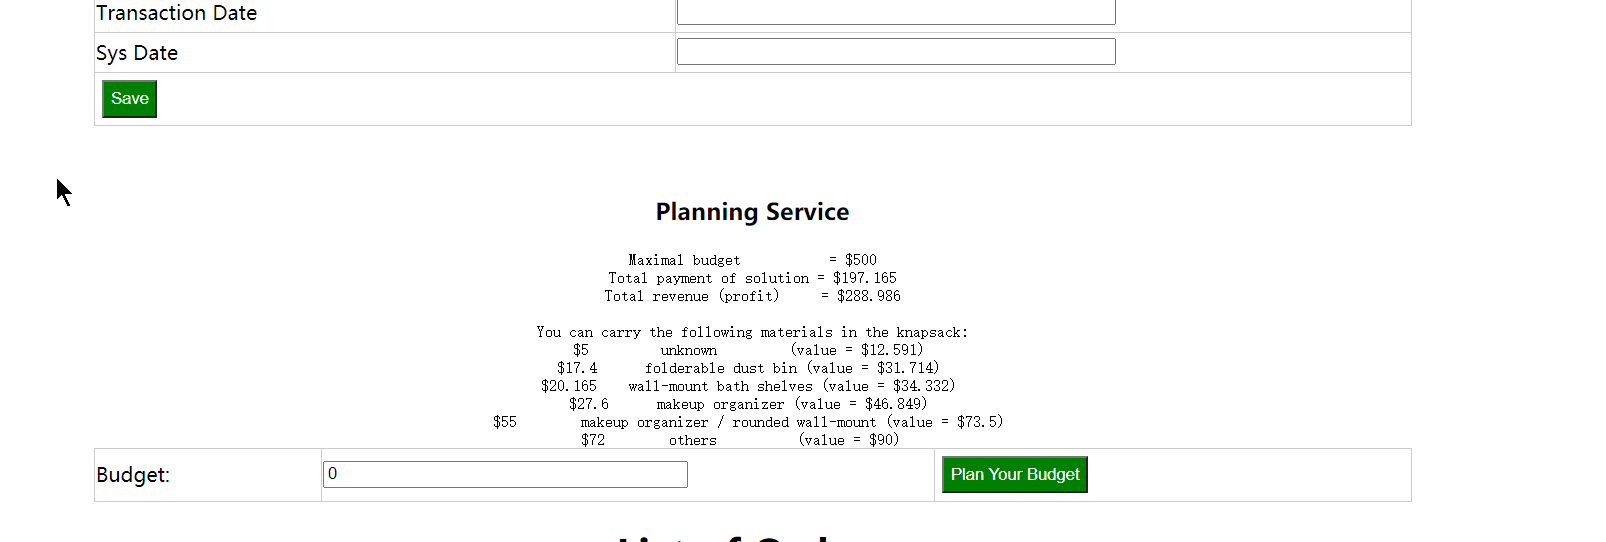 Transaction Date
Sys Date
Save
Planning Service
Maximal budget = $500
Total payment of solution = $197.165
Total revenue (profit) = $288.986
You can carry the following materials in the knapsack:
$5 unknown (value = $12.591)
$17.4 folderable dust bin (value = $31.714)
$20.165 wall-mount bath shelves (value = $34.332)
$27.6 makeup organizer (value = $46.849)
$55 makeup organizer / rounded wall-mount (value = $73.5)
$72 others (value = $90)
Budget: 0 Plan Your Budget